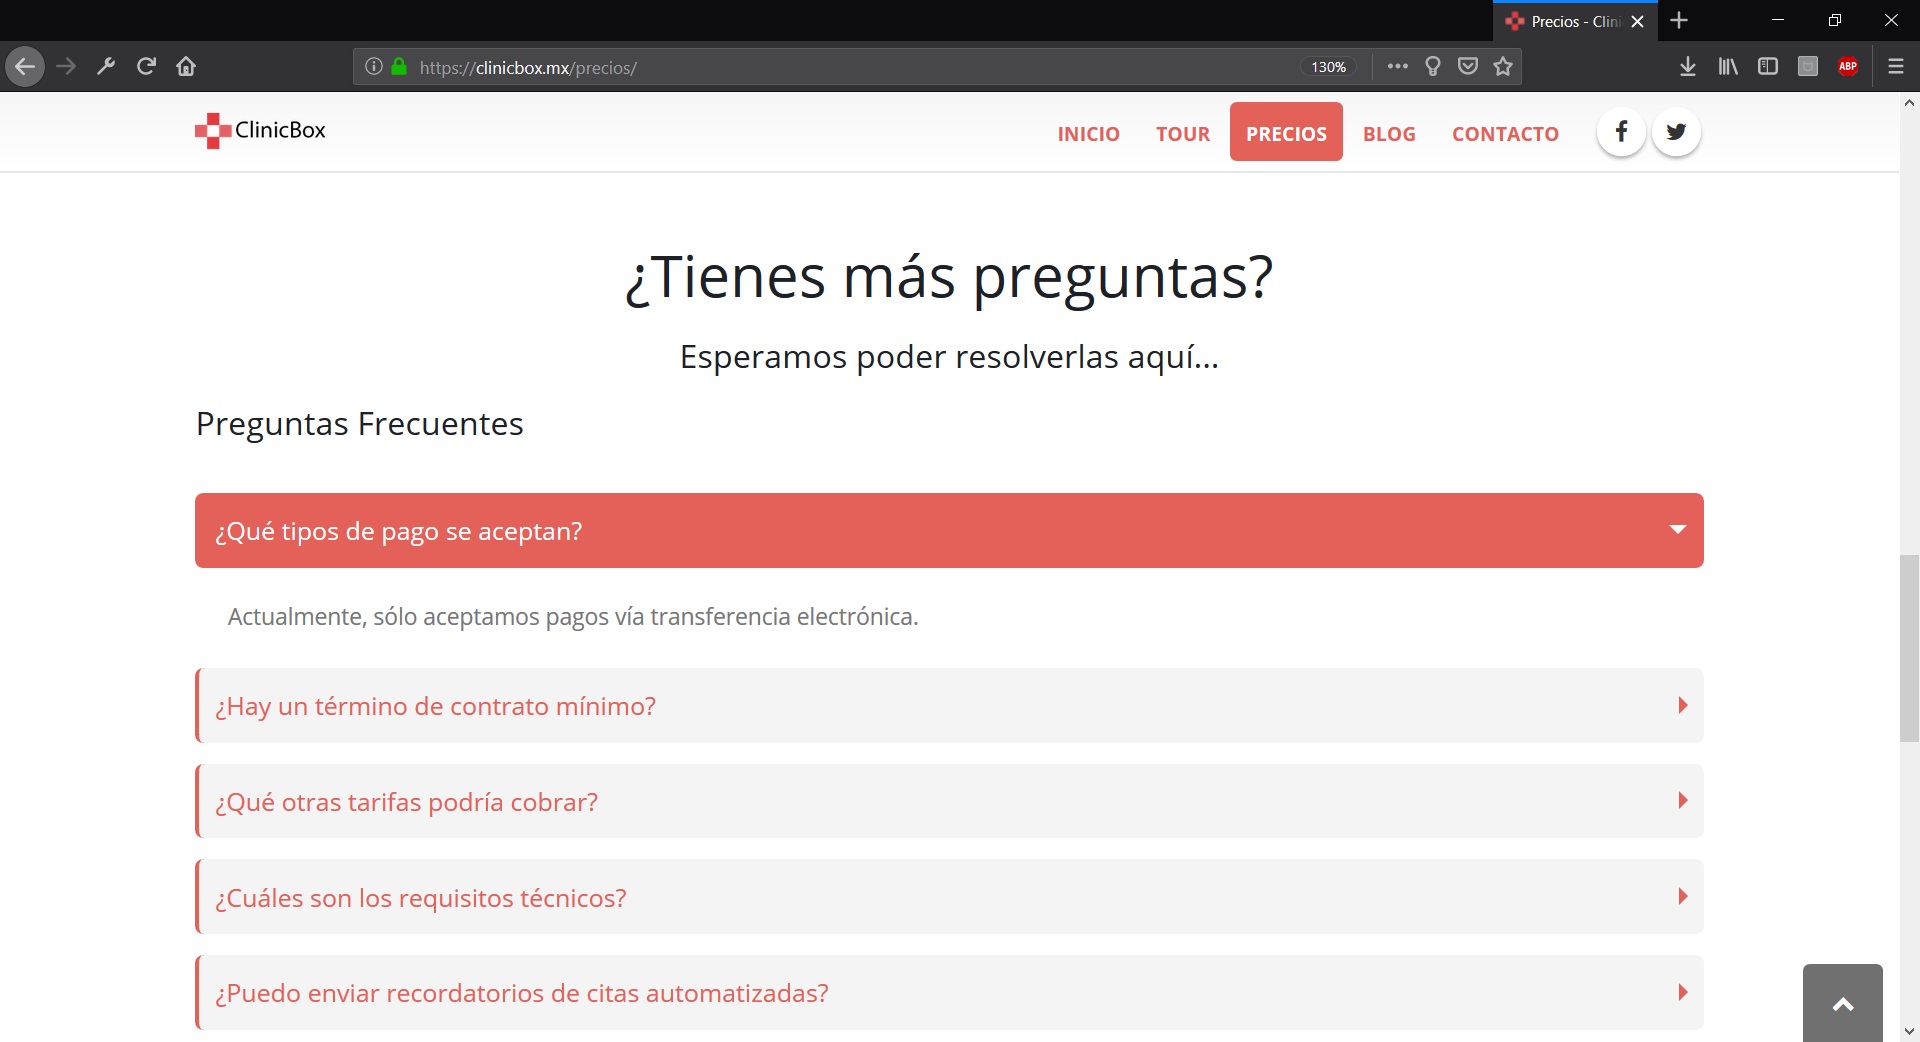 Precios - Clini
https://clinicbox.mx/precios/
130%
ABP
ClinicBox
INICIO
TOUR
PRECIOS
BLOG
CONTACTO
¿Tienes más preguntas?
Esperamos poder resolverlas aquí...
Preguntas Frecuentes
¿Qué tipos de pago se aceptan?
Actualmente, sólo aceptamos pagos vía transferencia electrónica.
¿Hay un término de contrato mínimo?
¿Qué otras tarifas podría cobrar?
¿Cuáles son los requisitos técnicos?
¿Puedo enviar recordatorios de citas automatizadas?